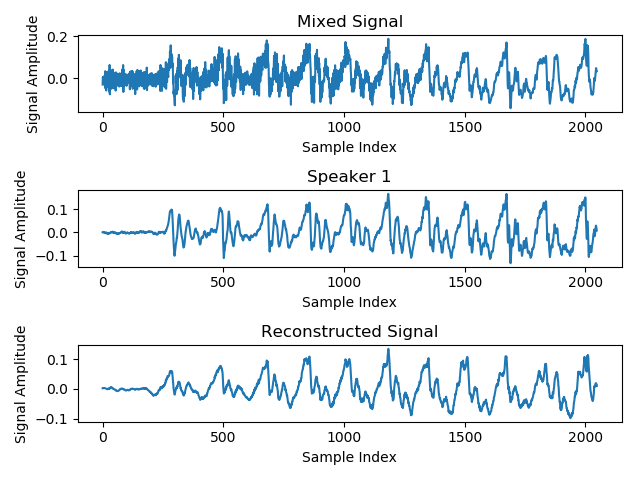 Mixed Signal
Signal Amplitude
0.2
0.0
0 500 1000 1500 2000
Sample Index
Speaker 1
Signal Amplitude
0.1
0.0
−0.1
0 500 1000 1500 2000
Sample Index
Reconstructed Signal
Signal Amplitude
0.1
0.0
−0.1
0 500 1000 1500 2000
Sample Index